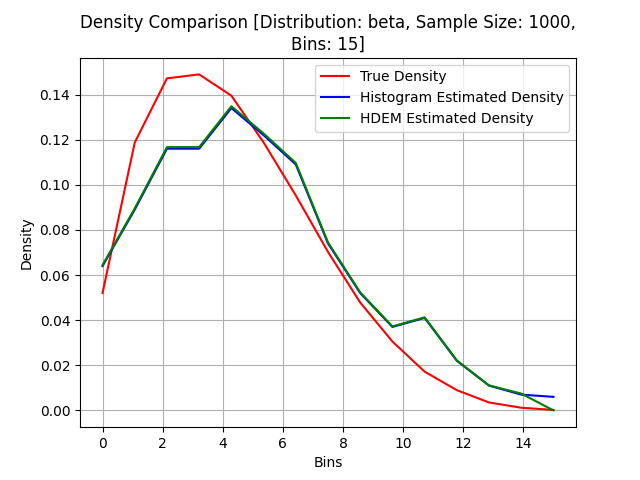 Density Comparison [Distribution: beta, Sample Size: 1000,
Bins: 15]
True Density
Histogram Estimated Density
HDEM Estimated Density
Density
0.14
0.12
0.10
0.08
0.06
0.04
0.02
0.00
0 2 4 6 8 10 12 14
Bins